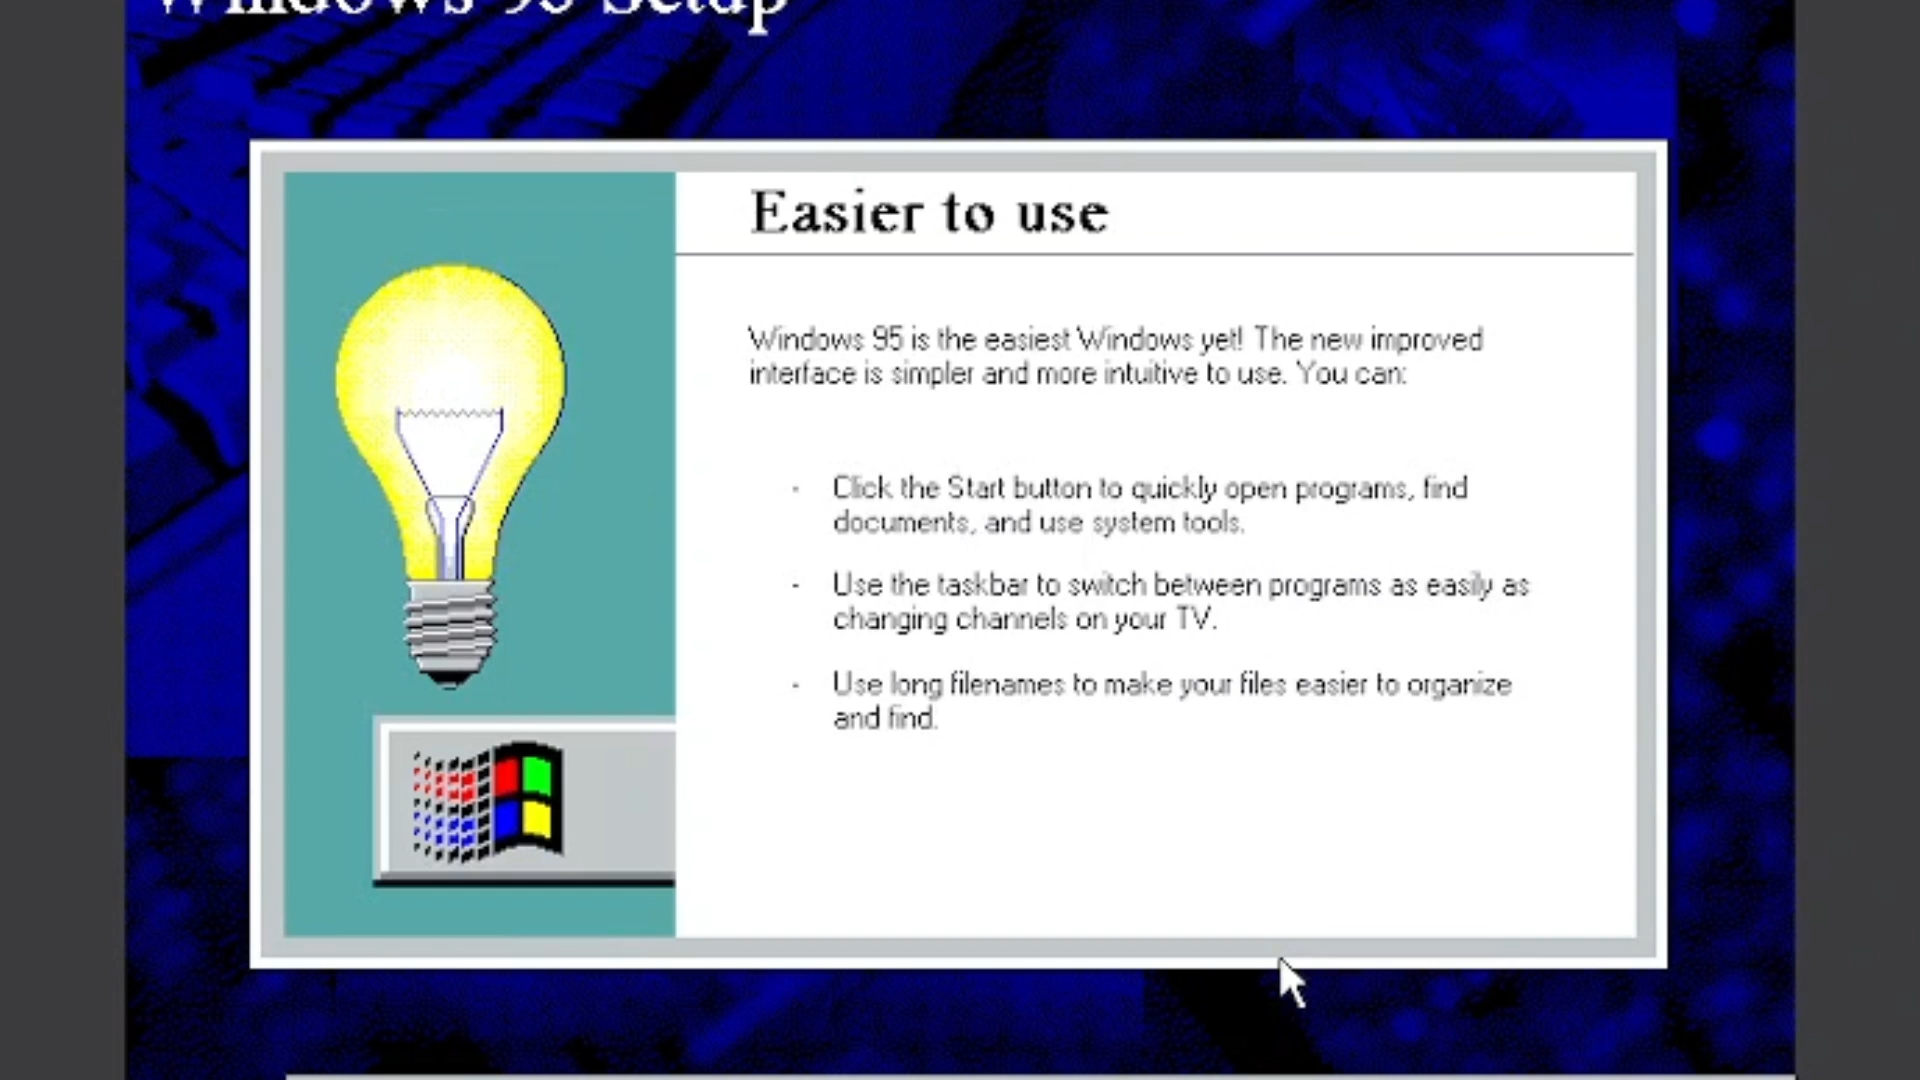 Windows 95 Setup
Easier to use
Windows 95 is the easiest Windows yet! The new improved
interface is simpler and more intuitive to use. You can:
- Click the Start button to quickly open programs, find
documents, and use system tools.
- Use the taskbar to switch between programs as easily as
changing channels on your TV.
- Use long filenames to make your files easier to organize
and find.